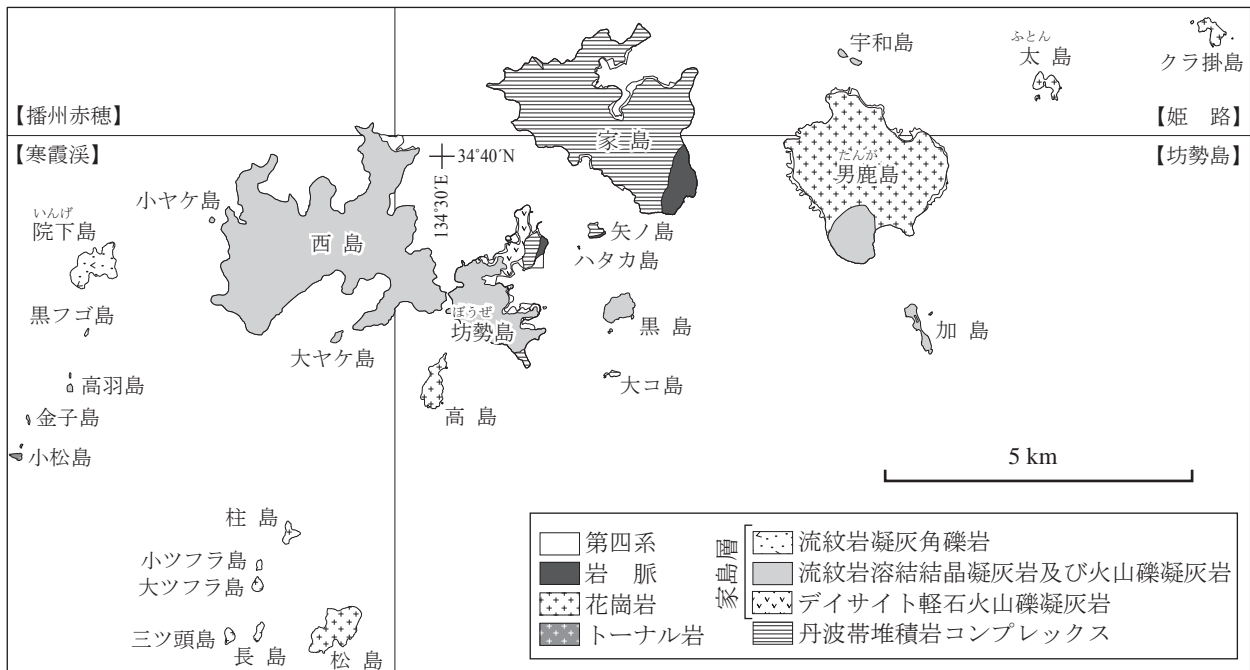 【播州赤穂】
【寒霞渓】
【姫　路】
【坊勢島】
宇和島
ふとん
太 島
クラ掛島
家 島
34°40′N
134°30′E
たんが
男鹿島
小ヤケ島
いんげ
院下島
西 島
矢ノ島
ハタカ島
黒フゴ島
ぼうぜ
坊勢島
黒 島
加 島
大ヤケ島
高羽島
大コ島
金子島
高 島
小松島
5 km
柱 島
小ツフラ島
大ツフラ島
三ツ頭島
長 島
松 島
第四系
岩　脈
花崗岩
トーナル岩
家島層
流紋岩凝灰角礫岩
流紋岩溶結結晶凝灰岩及び火山礫凝灰岩
デイサイト軽石火山礫凝灰岩
丹波帯堆積岩コンプレックス